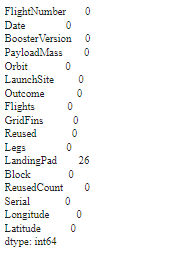 FlightNumber 0
Date 0
BoosterVersion 0
PayloadMass 0
Orbit 0
LaunchSite 0
Outcome 0
Flights 0
GridFins 0
Reused 0
Legs 0
LandingPad 26
Block 0
ReusedCount 0
Serial 0
Longitude 0
Latitude 0
dtype: int64